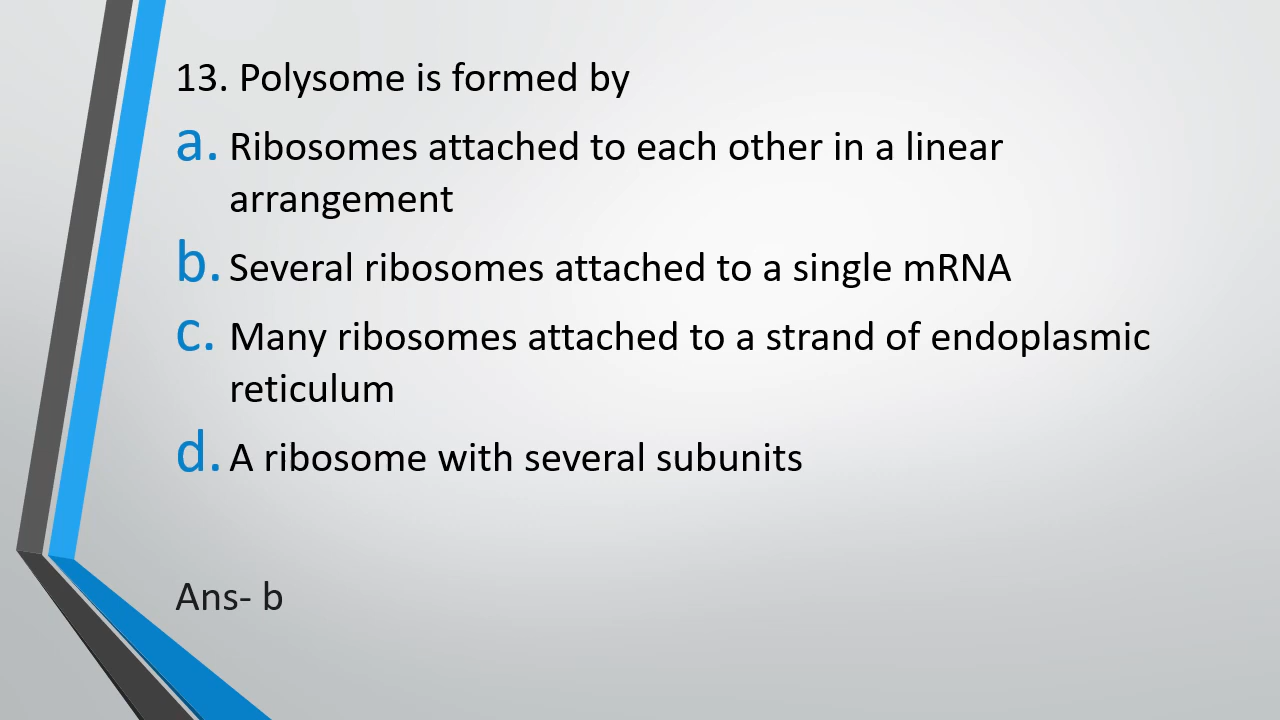 13. Polysome is formed by
a. Ribosomes attached to each other in a linear
arrangement
b. Several ribosomes attached to a single mRNA
c. Many ribosomes attached to a strand of endoplasmic
reticulum
d. A ribosome with several subunits
Ans- b